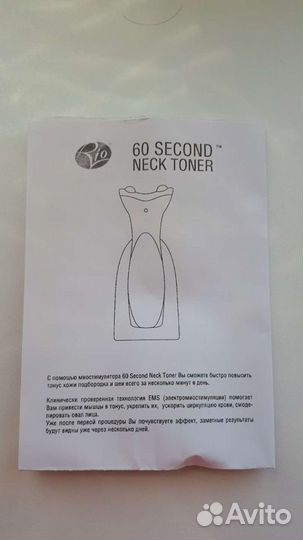 Rio
60 SECOND™
NECK TONER
С помощью миостимулятора 60 Second Neck Toner Вы сможете быстро повысить
тонус кожи подбородка и шеи всего за несколько минут в день.
Клинически проверенная технология EMS (электромиостимуляции) помогает
Вам привести мышцы в тонус, укрепить их, ускорить циркуляцию крови, смоде-
лировать овал лица.
Уже после первой процедуры Вы почувствуете эффект, заметные результаты
будут видны уже через несколько дней.
Avito